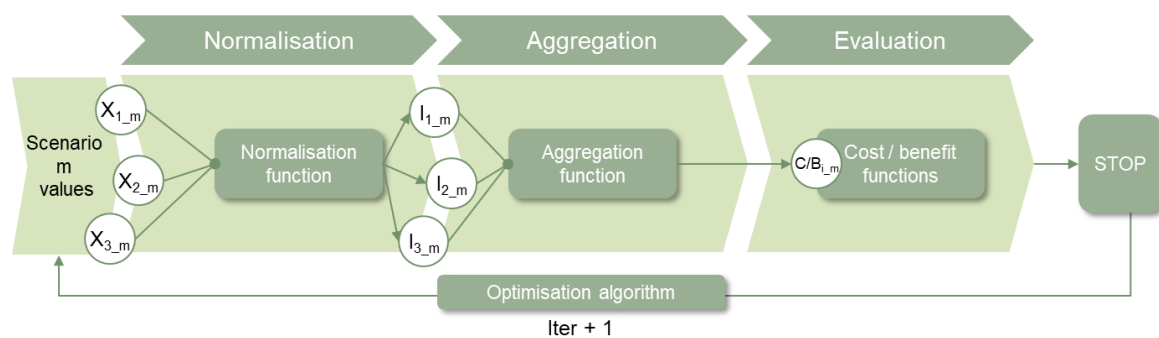 Normalisation
Aggregation
Evaluation
Scenario
m
values
X1_m
X2_m
X3_m
Normalisation
function
I1_m
I2_m
I3_m
Aggregation
function
C/Bi_m
Cost / benefit
functions
STOP
Optimisation algorithm
Iter + 1